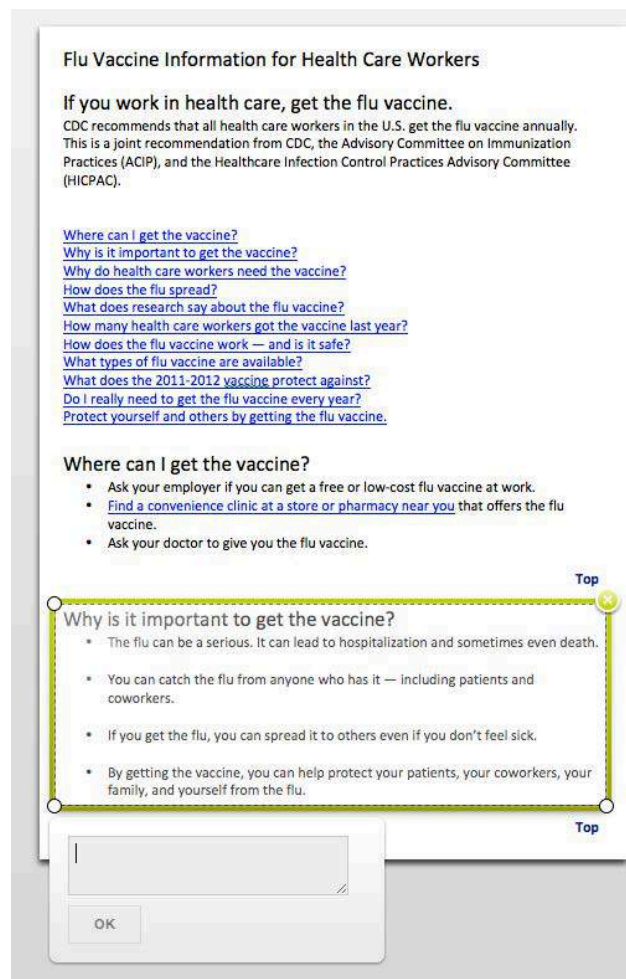 Flu Vaccine Information for Health Care Workers
If you work in health care, get the flu vaccine.
CDC recommends that all health care workers in the U.S. get the flu vaccine annually.
This is a joint recommendation from CDC, the Advisory Committee on Immunization
Practices (ACIP), and the Healthcare Infection Control Practices Advisory Committee
(HICPAC).
Where can I get the vaccine?
Why is it important to get the vaccine?
Why do health care workers need the vaccine?
How does the flu spread?
What does research say about the flu vaccine?
How many health care workers got the vaccine last year?
How does the flu vaccine work — and is it safe?
What types of flu vaccine are available?
What does the 2011-2012 vaccine protect against?
Do I really need to get the flu vaccine every year?
Protect yourself and others by getting the flu vaccine.
Where can I get the vaccine?
• Ask your employer if you can get a free or low-cost flu vaccine at work.
• Find a convenience clinic at a store or pharmacy near you that offers the flu
vaccine.
• Ask your doctor to give you the flu vaccine.
Top
Why is it important to get the vaccine?
• The flu can be a serious. It can lead to hospitalization and sometimes even death.
• You can catch the flu from anyone who has it — including patients and
coworkers.
• If you get the flu, you can spread it to others even if you don't feel sick.
• By getting the vaccine, you can help protect your patients, your coworkers, your
family, and yourself from the flu.
Top
OK